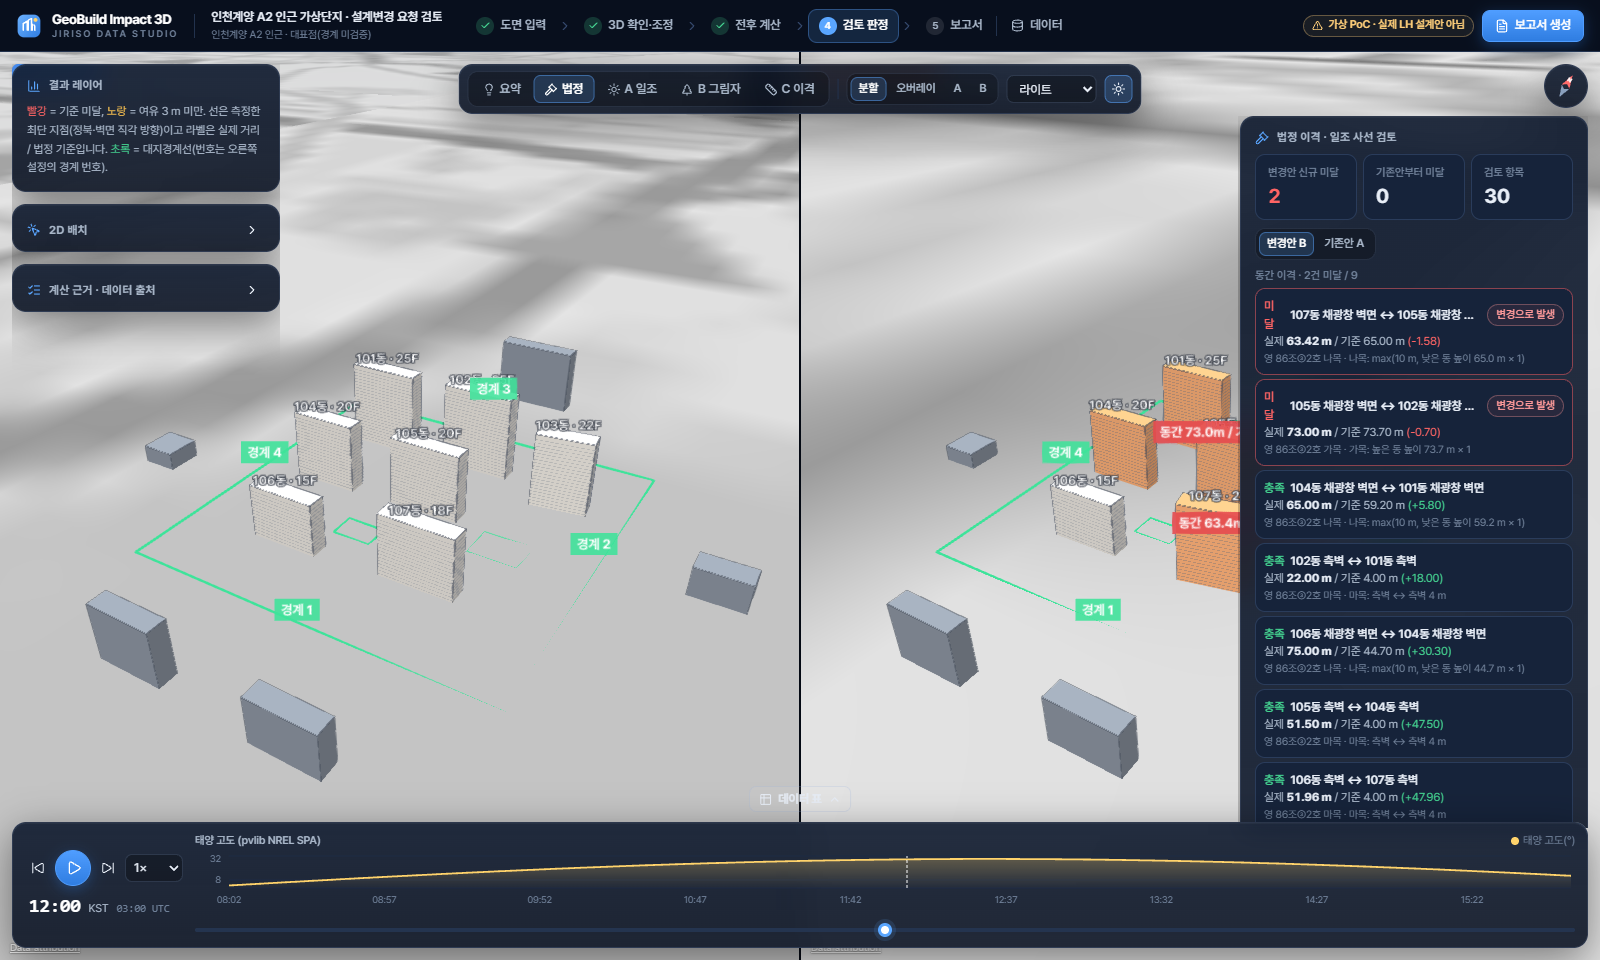 GeoBuild Impact 3D
JIRISO DATA STUDIO
인천계양 A2 인근 가상단지 · 설계변경 요청 검토
인천계양 A2 인근 · 대표점(경계 미검증)
도면 입력
3D 확인·조정
전후 계산
4 검토 판정
5 보고서
데이터
가상 PoC · 실제 LH 설계안 아님
보고서 생성
결과 레이어
빨강 = 기준 미달, 노랑 = 여유 3 m 미만. 선은 측정한
최단 지점(정북·벽면 직각 방향)이고 라벨은 실제 거리
/ 법정 기준입니다. 초록 = 대지경계선(번호는 오른쪽
설정의 경계 번호).
2D 배치
계산 근거 · 데이터 출처
요약
법정
A 일조
B 그림자
C 이격
분할
오버레이
A
B
라이트
101동 · 25F
경계 3
104동 · 20F
103동 · 22F
105동 · 20F
경계 4
106동 · 15F
107동 · 18F
경계 2
경계 1
101동 · 25F
104동 · 20F
동간 73.0m /
경계 4
106동 · 15F
107동 · 2
동간 63.4m
경계 1
법정 이격 · 일조 사선 검토
변경안 신규 미달
2
기존안부터 미달
0
검토 항목
30
변경안 B
기존안 A
동간 이격 · 2건 미달 / 9
미달 107동 채광창 벽면 ↔ 105동 채광창 ... 변경으로 발생
실제 63.42 m / 기준 65.00 m (-1.58)
영 86조③2호 나목 · 나목: max(10 m, 낮은 동 높이 65.0 m × 1)
미달 105동 채광창 벽면 ↔ 102동 채광창 ... 변경으로 발생
실제 73.00 m / 기준 73.70 m (-0.70)
영 86조③2호 가목 · 가목: 높은 동 높이 73.7 m × 1
충족 104동 채광창 벽면 ↔ 101동 채광창 벽면
실제 65.00 m / 기준 59.20 m (+5.80)
영 86조③2호 나목 · 나목: max(10 m, 낮은 동 높이 59.2 m × 1)
충족 102동 측벽 ↔ 101동 측벽
실제 22.00 m / 기준 4.00 m (+18.00)
영 86조③2호 마목 · 마목: 측벽 ↔ 측벽 4 m
충족 106동 채광창 벽면 ↔ 104동 채광창 벽면
실제 75.00 m / 기준 44.70 m (+30.30)
영 86조③2호 나목 · 나목: max(10 m, 낮은 동 높이 44.7 m × 1)
충족 105동 측벽 ↔ 104동 측벽
실제 51.50 m / 기준 4.00 m (+47.50)
영 86조③2호 마목 · 마목: 측벽 ↔ 측벽 4 m
충족 106동 측벽 ↔ 107동 측벽
실제 51.96 m / 기준 4.00 m (+47.96)
영 86조③2호 마목 · 마목: 측벽 ↔ 측벽 4 m
1×
12:00 KST 03:00 UTC
태양 고도 (pvlib NREL SPA)
태양 고도(°)
32
8
08:02
08:57
09:52
10:47
11:42
12:37
13:32
14:27
15:22